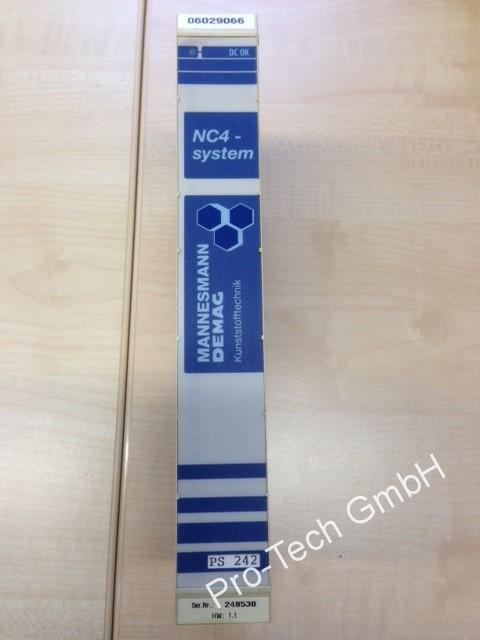 06029066
DC OK
NC4 -
system
MANNESMANN
DEMAG
Kunststofftechnik
PS 242
Ser.Nr.: 248530
HW: 1.1
Pro-Tech GmbH